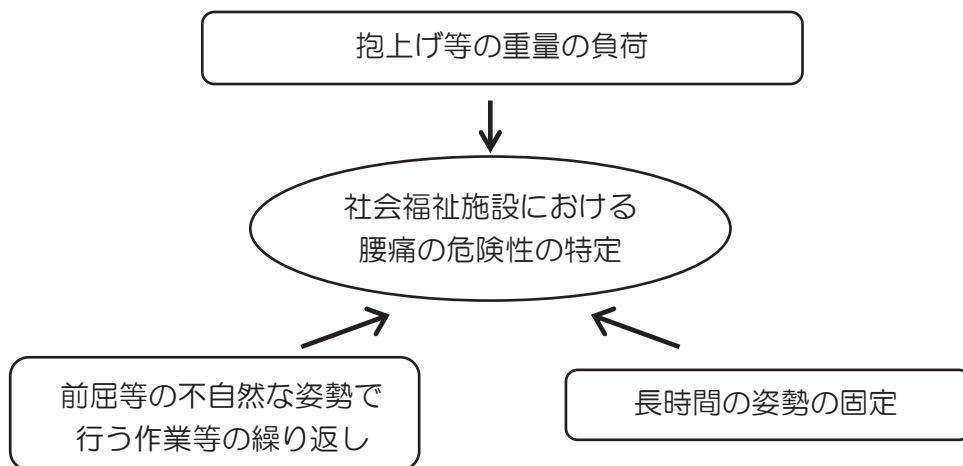 抱上げ等の重量の負荷
社会福祉施設における
腰痛の危険性の特定
前屈等の不自然な姿勢で
行う作業等の繰り返し
長時間の姿勢の固定